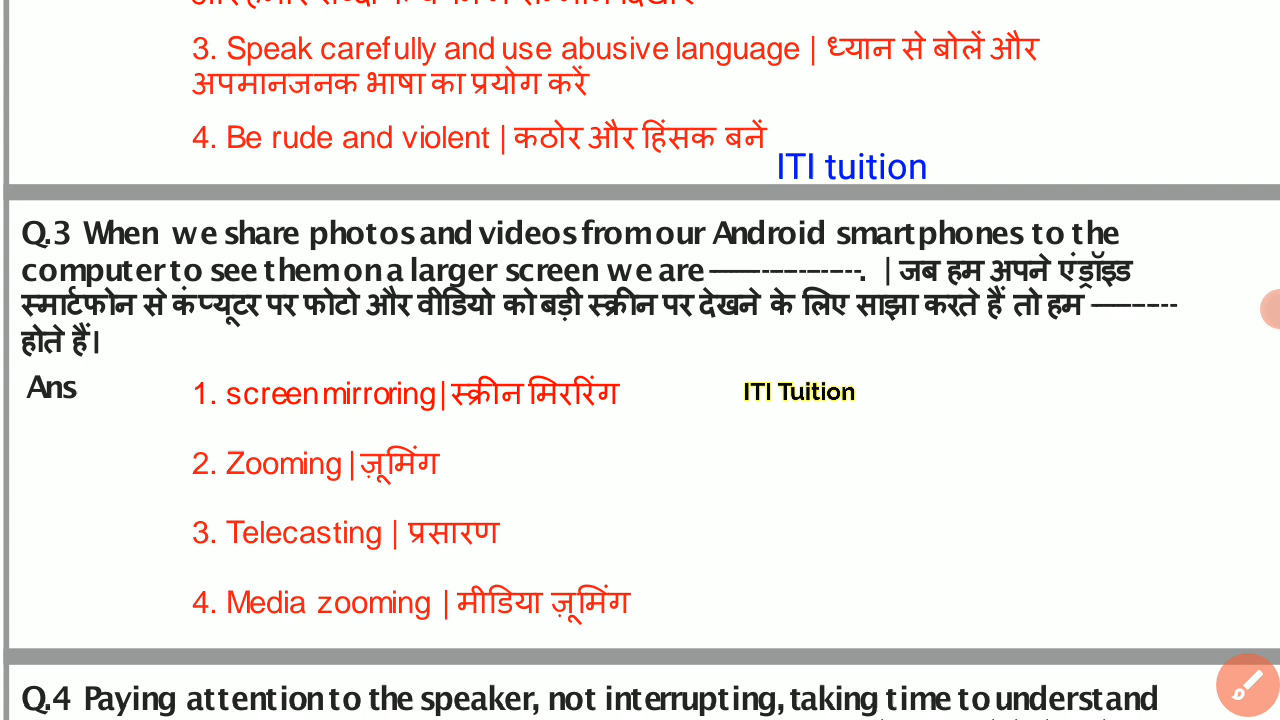 3. Speak carefully and use abusive language | ध्यान से बोलें और
अपमानजनक भाषा का प्रयोग करें
4. Be rude and violent | कठोर और हिंसक बनें
ITI tuition
Q.3 When we share photos and videos from our Android smartphones to the
computer to see them on a larger screen we are --------------. | जब हम अपने एंड्रॉइड
स्मार्टफोन से कंप्यूटर पर फोटो और वीडियो को बड़ी स्क्रीन पर देखने के लिए साझा करते हैं तो हम ---------
होते हैं।
Ans
1. screen mirroring | स्क्रीन मिररिंग
ITI Tuition
2. Zooming | ज़ूमिंग
3. Telecasting | प्रसारण
4. Media zooming | मीडिया ज़ूमिंग
Q.4 Paying attention to the speaker, not interrupting, taking time to understand